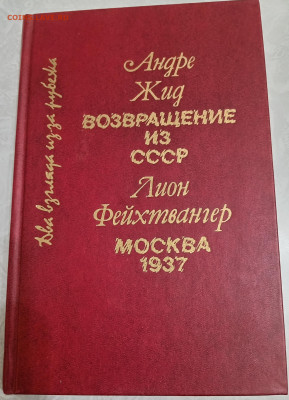 Два взгляда из-за рубежа
Андре
Жид
ВОЗВРАЩЕНИЕ
ИЗ
СССР
Лион
Фейхтвангер
МОСКВА
1937